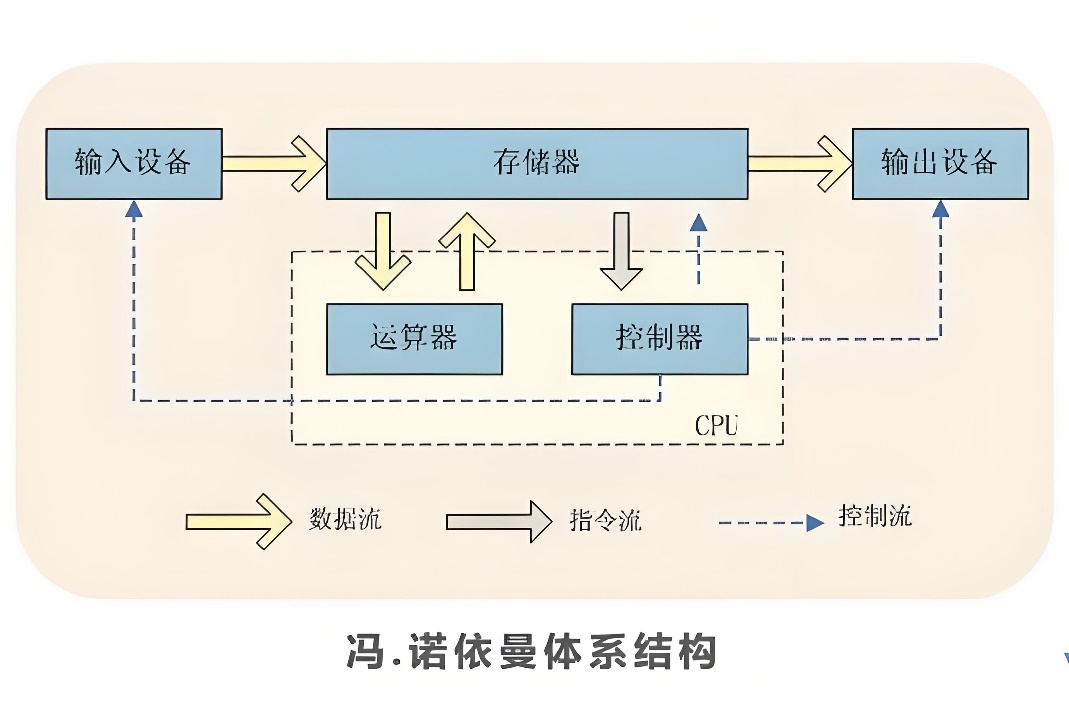 输入设备 存储器 输出设备
运算器 控制器
CPU
数据流 指令流 控制流
冯.诺依曼体系结构